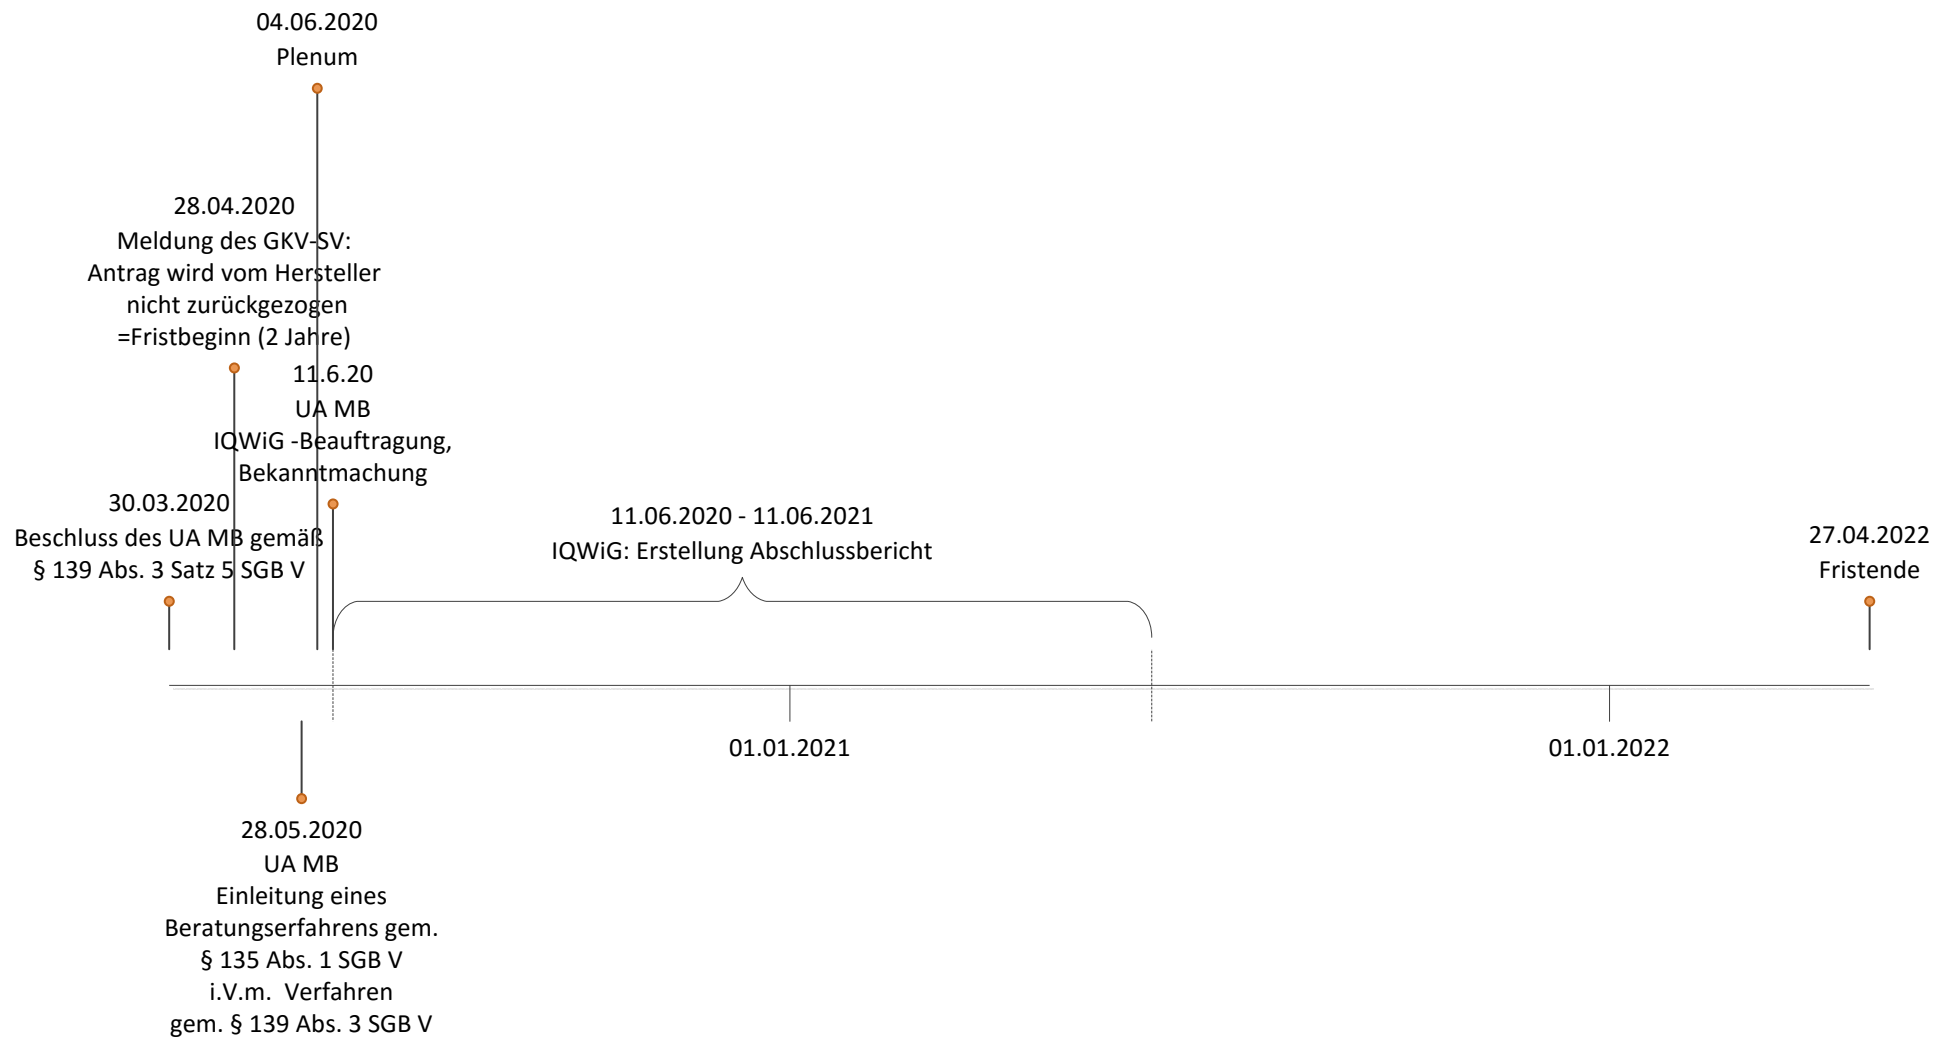 04.06.2020
Plenum
28.04.2020
Meldung des GKV-SV:
Antrag wird vom Hersteller
nicht zurückgezogen
=Fristbeginn (2 Jahre)
11.6.20
UA MB
IQWiG -Beauftragung,
Bekanntmachung
30.03.2020
Beschluss des UA MB gemäß
§ 139 Abs. 3 Satz 5 SGB V
11.06.2020 - 11.06.2021
IQWiG: Erstellung Abschlussbericht
27.04.2022
Fristende
01.01.2021
01.01.2022
28.05.2020
UA MB
Einleitung eines
Beratungserfahrens gem.
§ 135 Abs. 1 SGB V
i.V.m.  Verfahren
gem. § 139 Abs. 3 SGB V